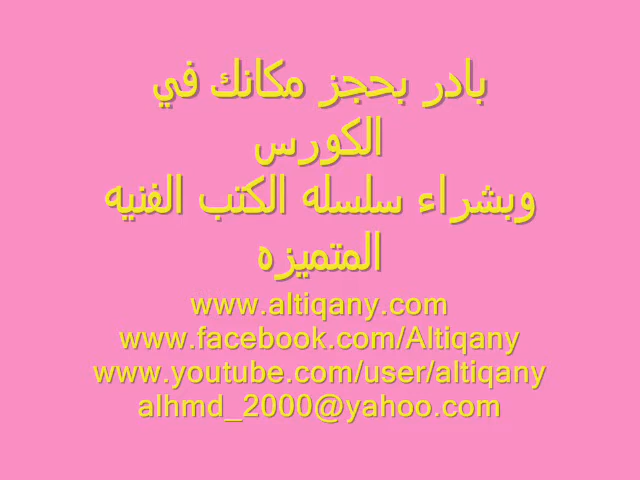 بادر بحجز مكانك في
الكورس
وبشراء سلسله الكتب الفنيه
المتميزه
www.altiqany.com
www.facebook.com/Altiqany
www.youtube.com/user/altiqany
alhmd_2000@yahoo.com